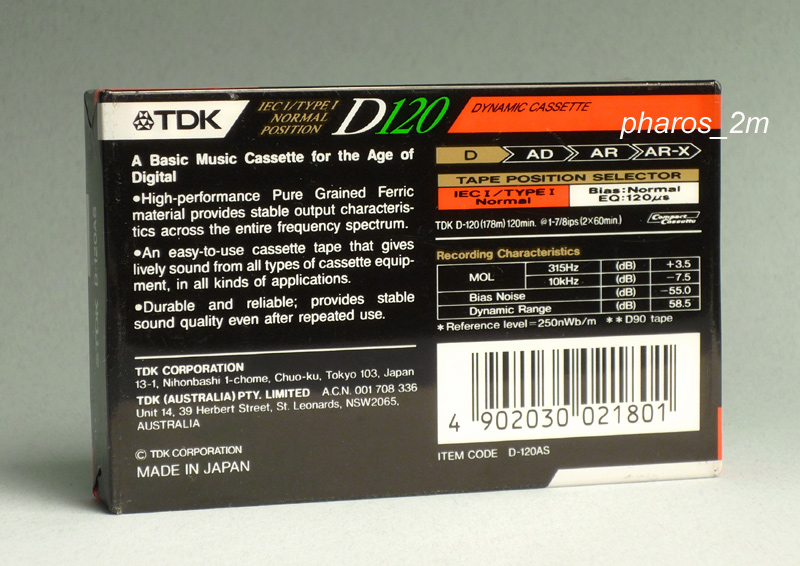 TDK
IEC I/TYPE I
NORMAL
POSITION
D120
DYNAMIC CASSETTE
pharos_2m
A Basic Music Cassette for the Age of
Digital
●High-performance Pure Grained Ferric
material provides stable output characteris-
tics across the entire frequency spectrum.
●An easy-to-use cassette tape that gives
lively sound from all types of cassette equip-
ment, in all kinds of applications.
●Durable and reliable; provides stable
sound quality even after repeated use.
TDK CORPORATION
13-1, Nihonbashi 1-chome, Chuo-ku, Tokyo 103, Japan
TDK (AUSTRALIA) PTY. LIMITED A.C.N. 001 708 336
Unit 14, 39 Herbert Street, St. Leonards, NSW2065,
AUSTRALIA
© TDK CORPORATION
MADE IN JAPAN
D AD AR AR-X
TAPE POSITION SELECTOR
IEC I/TYPE I
Normal
Bias:Normal
EQ:120µs
TDK D-120 (178m) 120min. @1-7/8ips (2×60min.)
Compact
Cassette
Recording Characteristics
MOL 315Hz (dB) +3.5
10kHz (dB) −7.5
Bias Noise (dB) −55.0
Dynamic Range (dB) 58.5
*Reference level=250nWb/m **D90 tape
4 902030 021801
ITEM CODE D-120AS
TDK D-120AS